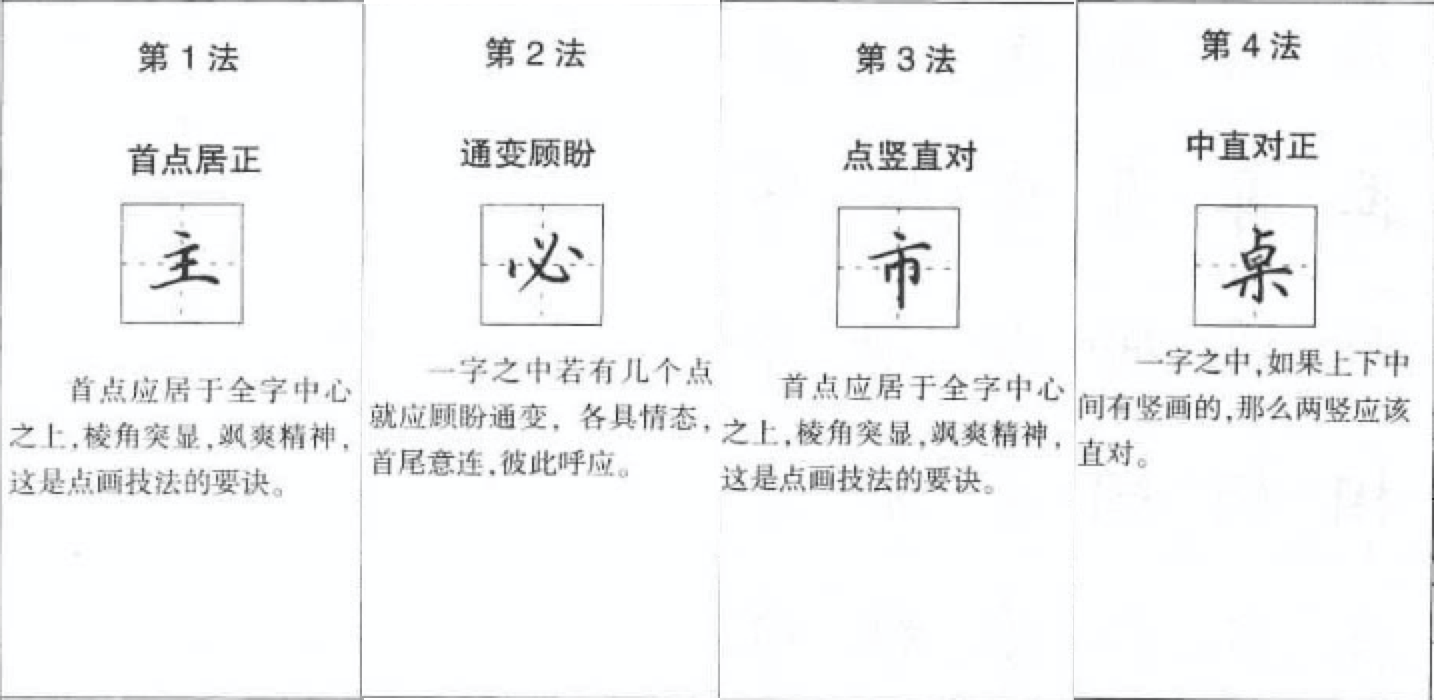 第1法
首点居正
主
首点应居于全字中心
之上,棱角突显,飒爽精神,
这是点画技法的要诀。
第2法
通变顾盼
必
一字之中若有几个点
就应顾盼通变,各具情态,
首尾意连,彼此呼应。
第3法
点竖直对
市
首点应居于全字中心
之上,棱角突显,飒爽精神,
这是点画技法的要诀。
第4法
中直对正
桌
一字之中,如果上下中
间有竖画的,那么两竖应该
直对。